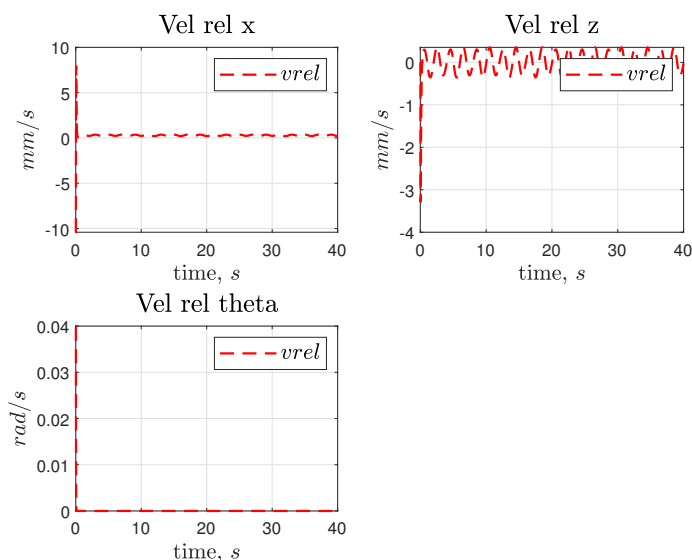 Vel rel x
10
5
0
-5
-10
mm/s
vrel
0 10 20 30 40
time, s
Vel rel z
0
-1
-2
-3
-4
mm/s
vrel
0 10 20 30 40
time, s
Vel rel theta
0.04
0.03
0.02
0.01
0
rad/s
vrel
0 10 20 30 40
time, s